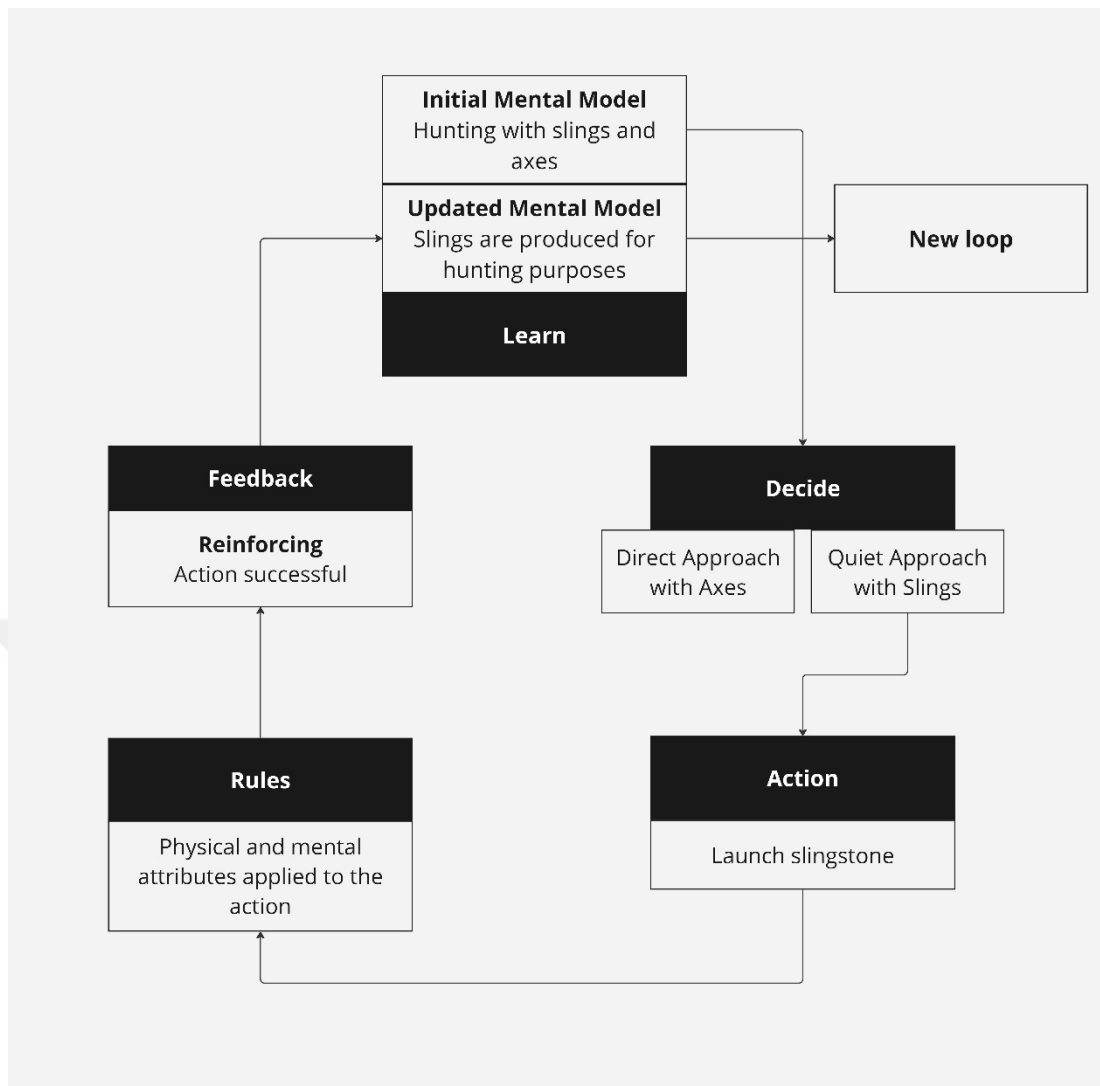 Initial Mental Model
Hunting with slings and
axes
Updated Mental Model
Slings are produced for
hunting purposes
Learn
New loop
Decide
Direct Approach
with Axes
Quiet Approach
with Slings
Action
Launch slingstone
Rules
Physical and mental
attributes applied to the
action
Feedback
Reinforcing
Action successful